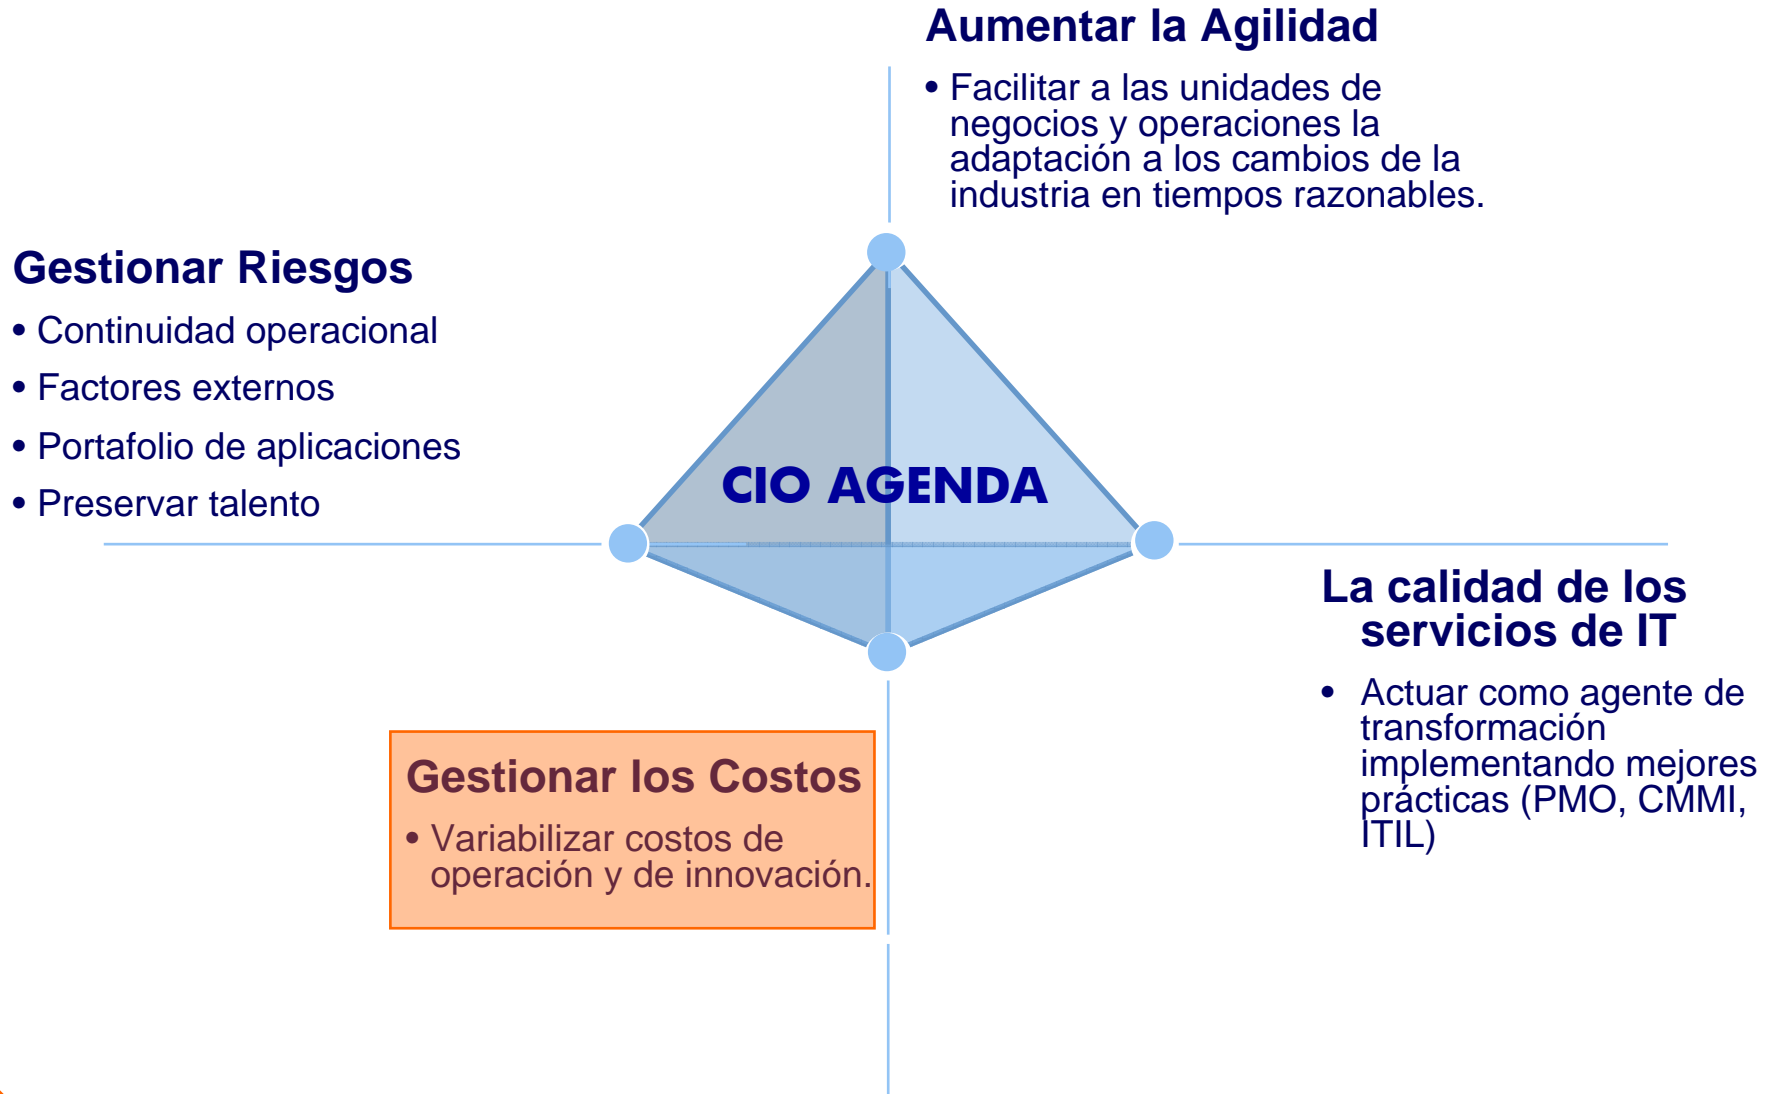 Aumentar la Agilidad
• Facilitar a las unidades de
negocios y operaciones la
adaptación a los cambios de la
industria en tiempos razonables.
Gestionar Riesgos
• Continuidad operacional
• Factores externos
• Portafolio de aplicaciones
• Preservar talento
CIO AGENDA
La calidad de los
servicios de IT
• Actuar como agente de
transformación
implementando mejores
prácticas (PMO, CMMI,
ITIL)
Gestionar los Costos
• Variabilizar costos de
operación y de innovación.